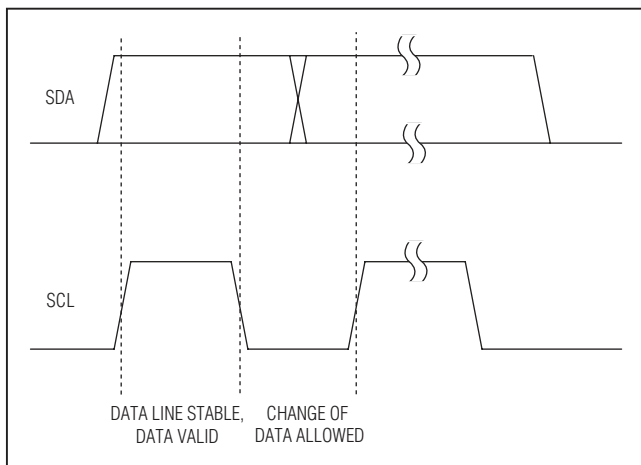 SDA
SCL
DATA LINE STABLE,
DATA VALID
CHANGE OF
DATA ALLOWED